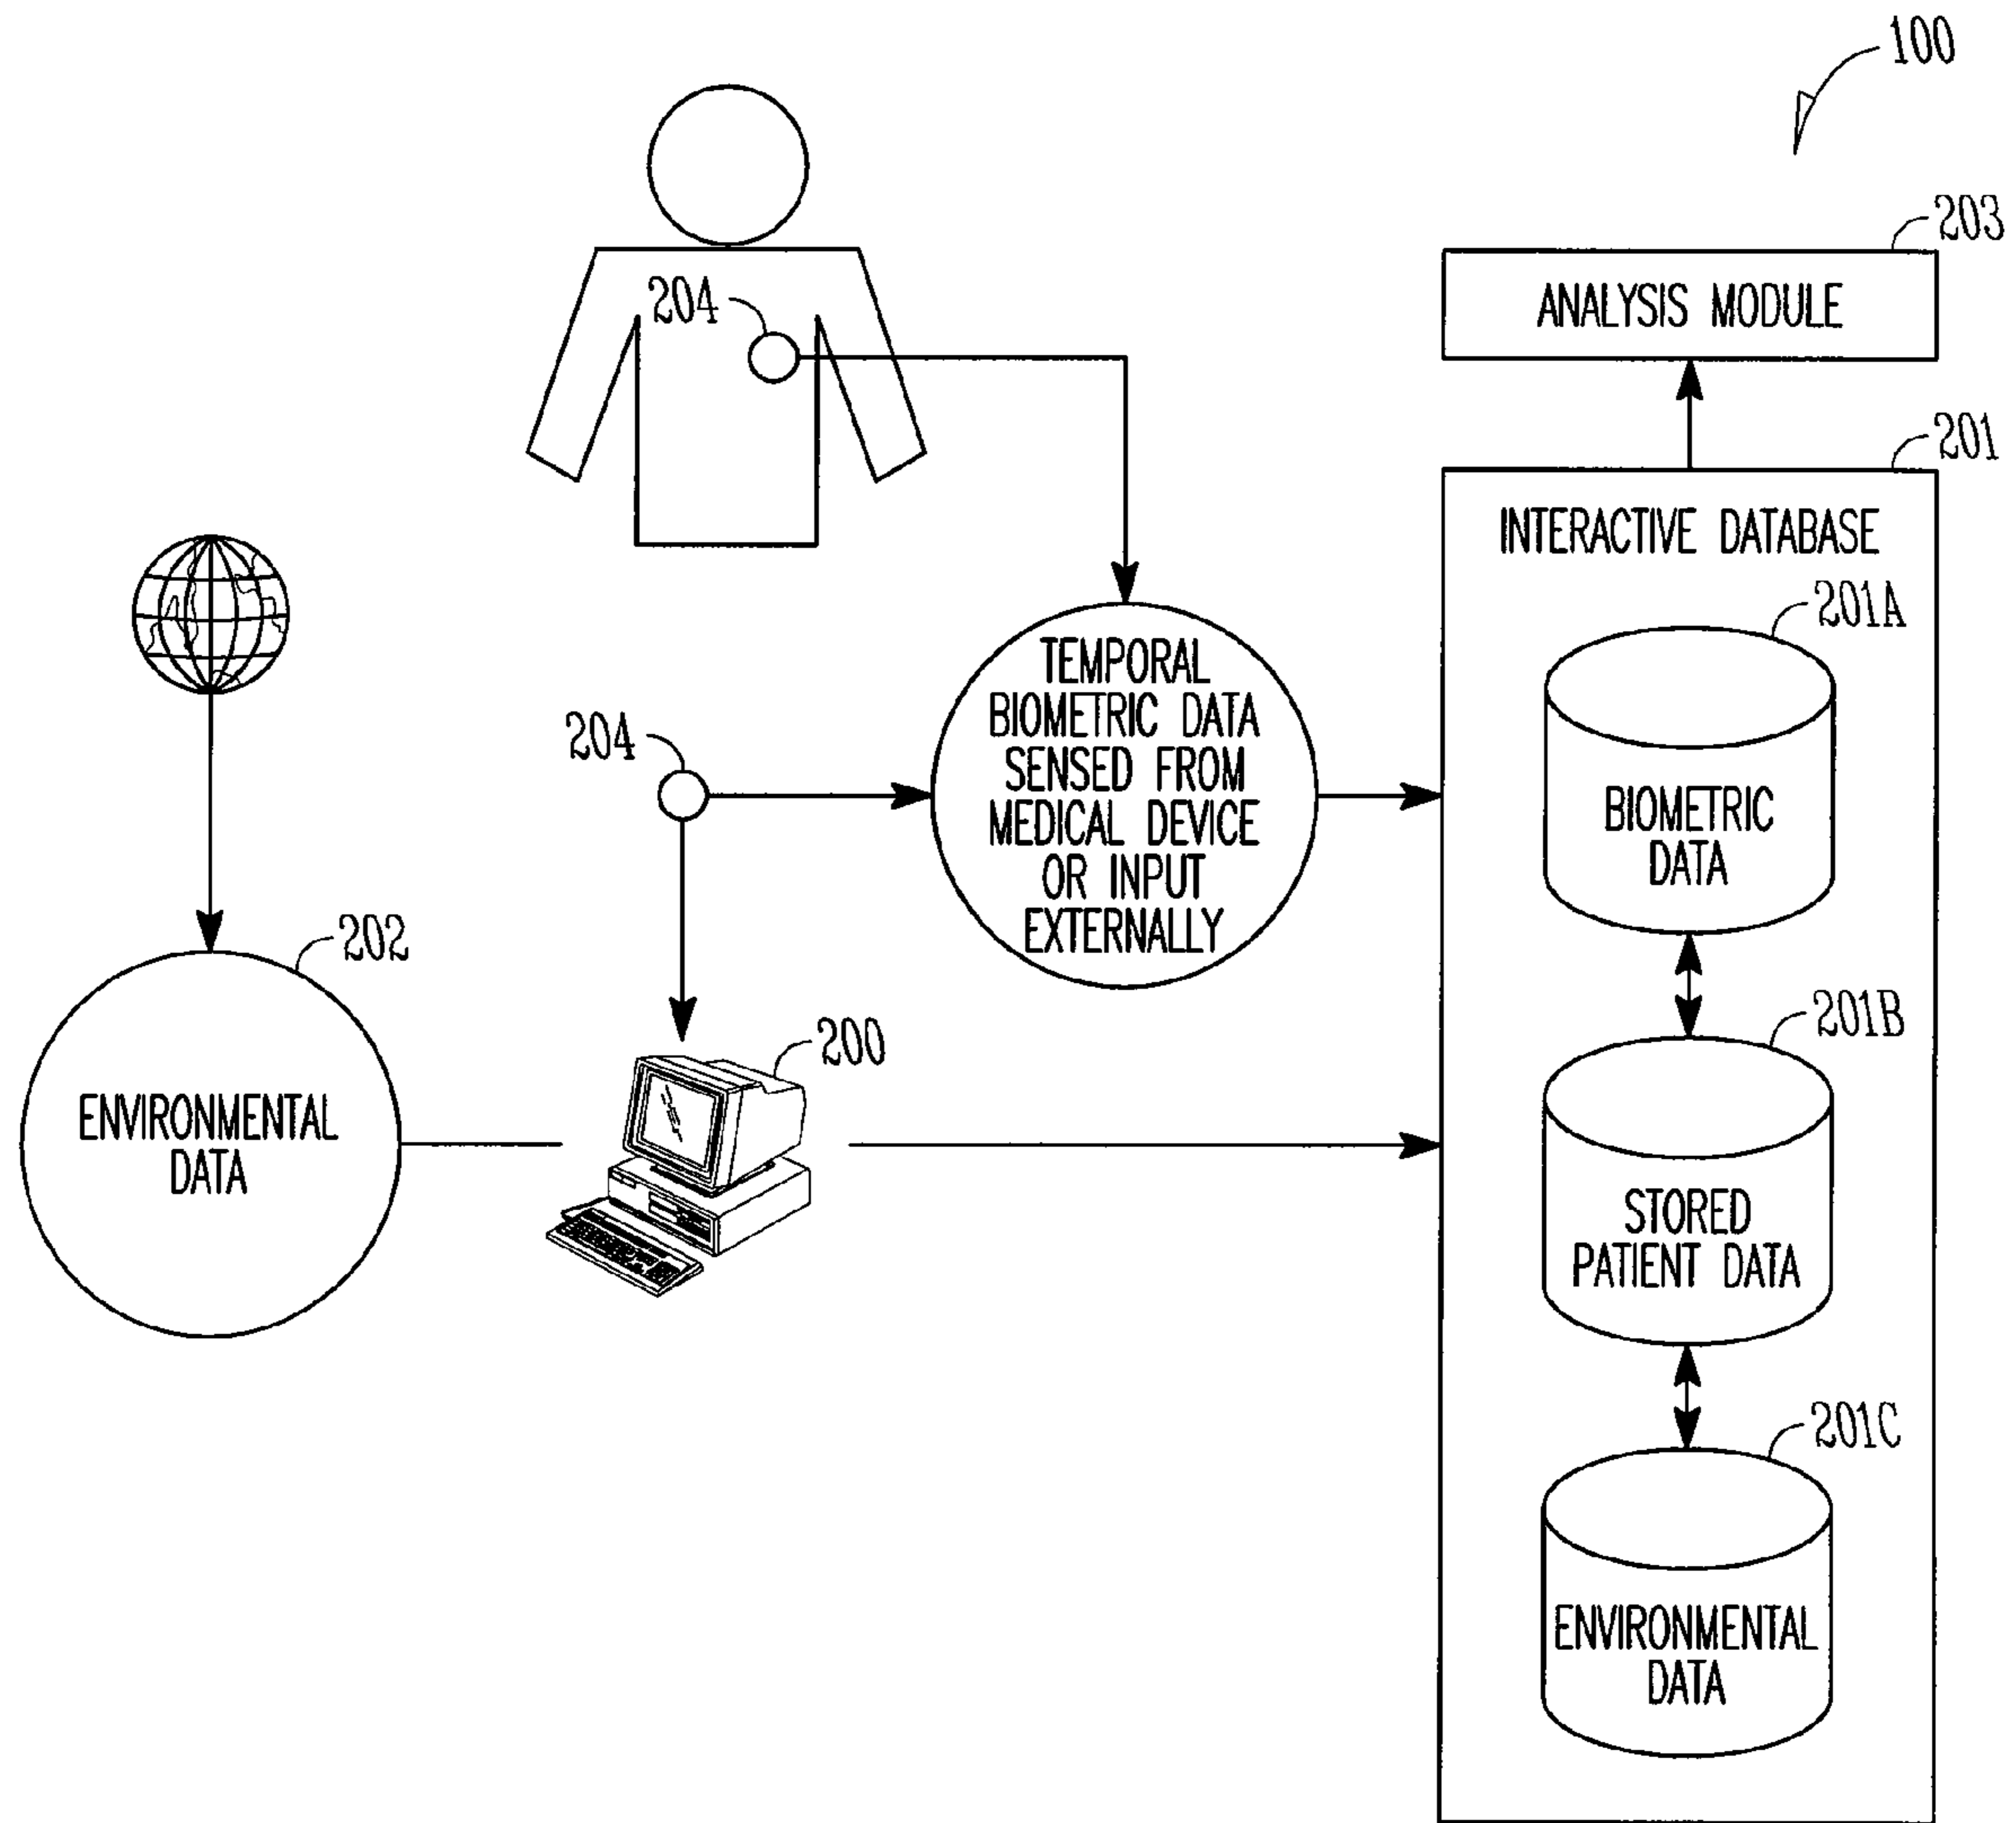 100
203
ANALYSIS MODULE
204
201
INTERACTIVE DATABASE
201A
TEMPORAL
BIOMETRIC DATA
SENSED FROM
MEDICAL DEVICE
OR INPUT
EXTERNALLY
204
BIOMETRIC
DATA
202
ENVIRONMENTAL
DATA
200
201B
STORED
PATIENT DATA
201C
ENVIRONMENTAL
DATA